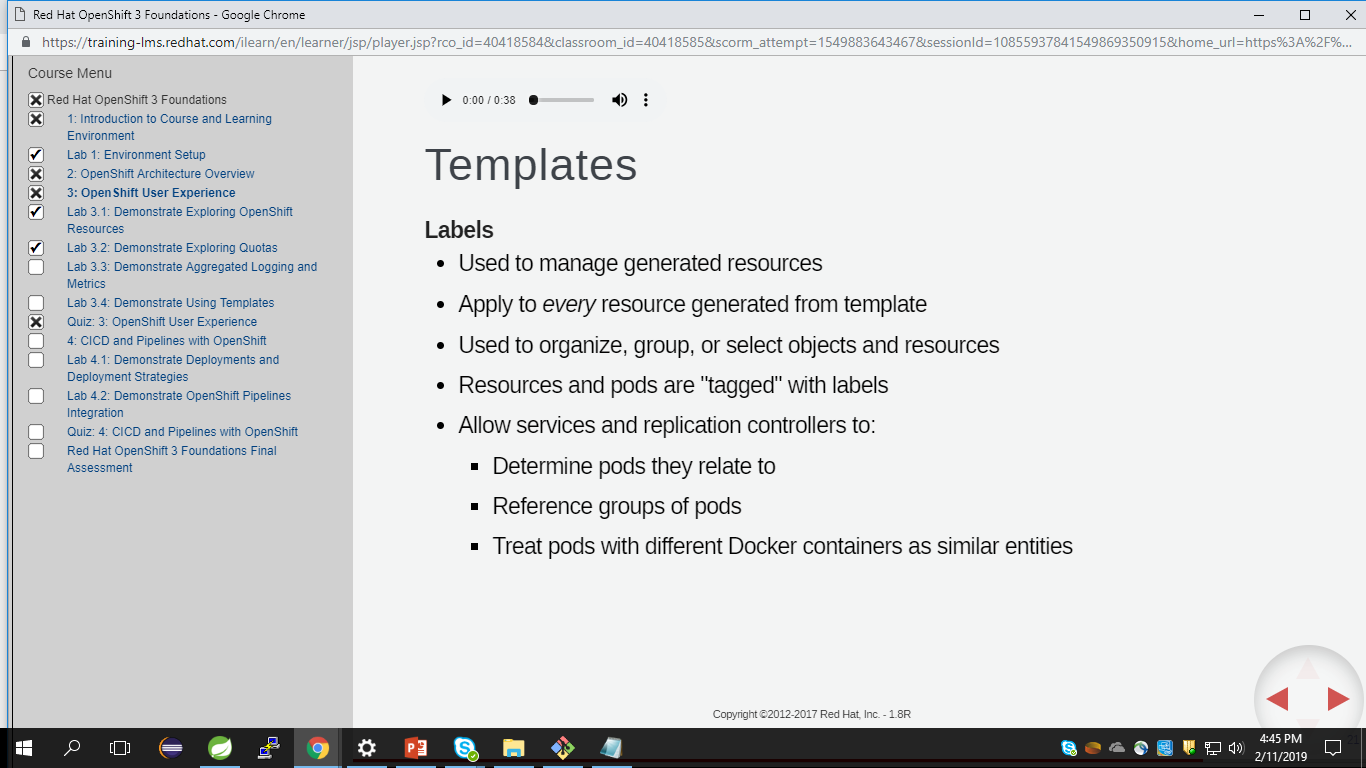 Red Hat OpenShift 3 Foundations - Google Chrome
https://training-lms.redhat.com/ilearn/en/learner/jsp/player.jsp?rco_id=40418584&classroom_id=40418585&scorm_attempt=1549883643467&sessionId=10855937841549869350915&home_url=https%3A%2F%...
Course Menu
Red Hat OpenShift 3 Foundations
1: Introduction to Course and Learning
Environment
Lab 1: Environment Setup
2: OpenShift Architecture Overview
3: OpenShift User Experience
Lab 3.1: Demonstrate Exploring OpenShift
Resources
Lab 3.2: Demonstrate Exploring Quotas
Lab 3.3: Demonstrate Aggregated Logging and
Metrics
Lab 3.4: Demonstrate Using Templates
Quiz: 3: OpenShift User Experience
4: CICD and Pipelines with OpenShift
Lab 4.1: Demonstrate Deployments and
Deployment Strategies
Lab 4.2: Demonstrate OpenShift Pipelines
Integration
Quiz: 4: CICD and Pipelines with OpenShift
Red Hat OpenShift 3 Foundations Final
Assessment
0:00 / 0:38
Templates
Labels
Used to manage generated resources
Apply to every resource generated from template
Used to organize, group, or select objects and resources
Resources and pods are "tagged" with labels
Allow services and replication controllers to:
Determine pods they relate to
Reference groups of pods
Treat pods with different Docker containers as similar entities
Copyright ©2012-2017 Red Hat, Inc. - 1.8R
4:45 PM
2/11/2019